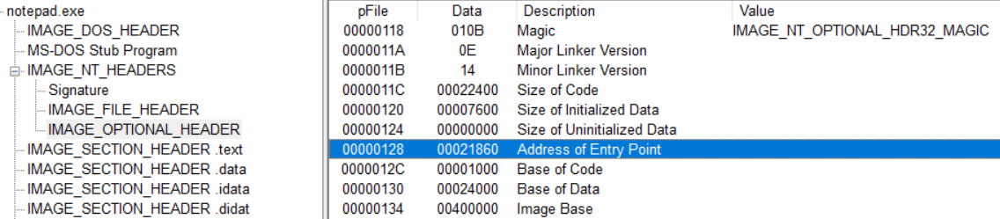 notepad.exe
IMAGE_DOS_HEADER
MS-DOS Stub Program
IMAGE_NT_HEADERS
Signature
IMAGE_FILE_HEADER
IMAGE_OPTIONAL_HEADER
IMAGE_SECTION_HEADER .text
IMAGE_SECTION_HEADER .data
IMAGE_SECTION_HEADER .idata
IMAGE_SECTION_HEADER .didat
pFile Data Description Value
00000118 010B Magic IMAGE_NT_OPTIONAL_HDR32_MAGIC
0000011A 0E Major Linker Version
0000011B 14 Minor Linker Version
0000011C 00022400 Size of Code
00000120 00007600 Size of Initialized Data
00000124 00000000 Size of Uninitialized Data
00000128 00021860 Address of Entry Point
0000012C 00001000 Base of Code
00000130 00024000 Base of Data
00000134 00400000 Image Base